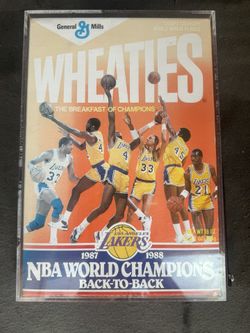 General Mills
WHEATIES
THE BREAKFAST OF CHAMPIONS
LOS ANGELES
LAKERS
1987 1988
NBA WORLD CHAMPIONS
BACK-TO-BACK